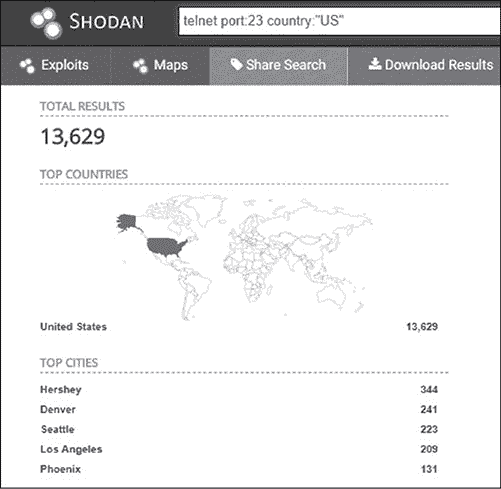 SHODAN
telnet port:23 country:"US"
Exploits Maps Share Search Download Results
TOTAL RESULTS
13,629
TOP COUNTRIES
United States 13,629
TOP CITIES
Hershey 344
Denver 241
Seattle 223
Los Angeles 209
Phoenix 131